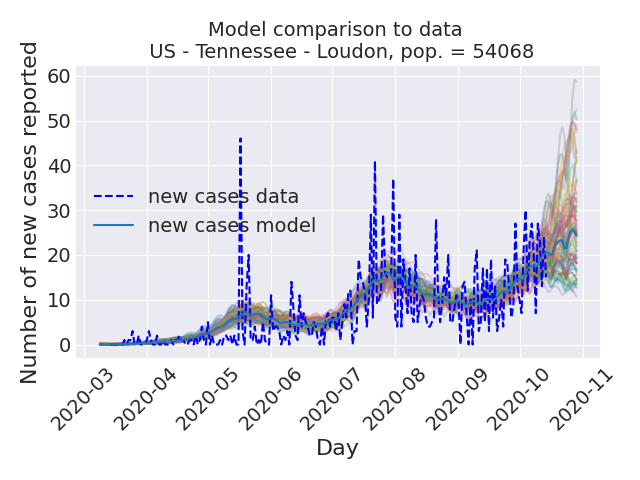 Model comparison to data
US - Tennessee - Loudon, pop. = 54068
Number of new cases reported
60
50
40
30
20
10
0
new cases data
new cases model
2020-03
2020-04
2020-05
2020-06
2020-07
2020-08
2020-09
2020-10
2020-11
Day